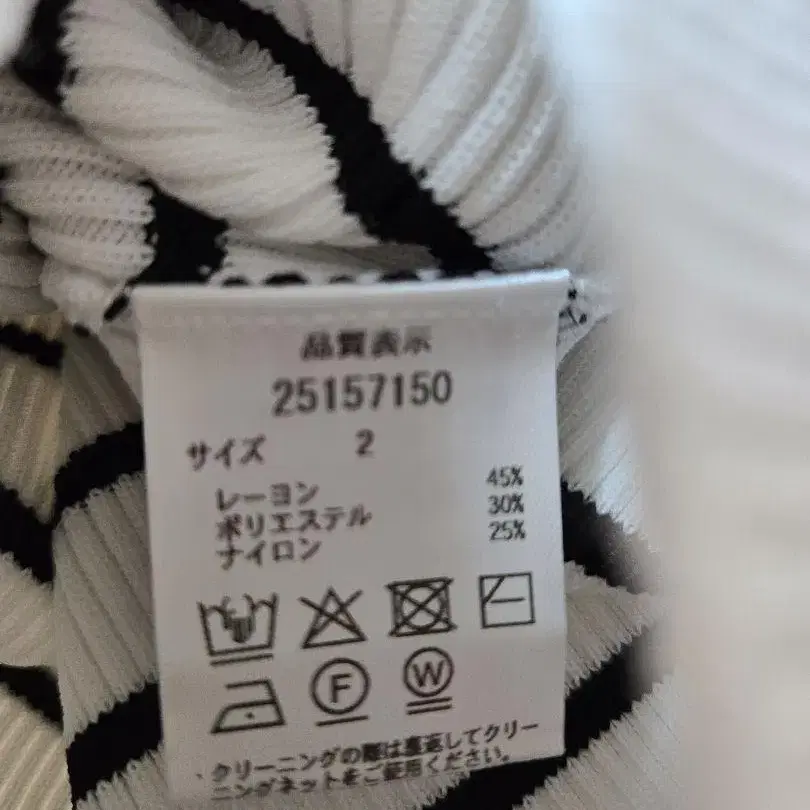 品質表示
25157150
サイズ 2
レーヨン 45%
ポリエステル 30%
ナイロン 25%
F W
・クリーニングの際は裏返してクリー
ニングネットをご使用ください。